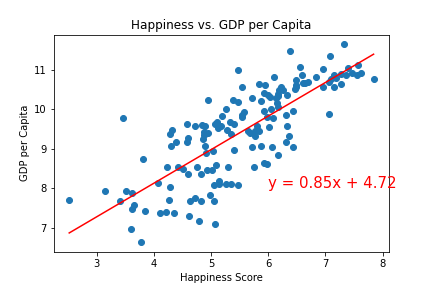 Happiness vs. GDP per Capita
GDP per Capita
11
10
9
8
7
y = 0.85x + 4.72
3 4 5 6 7 8
Happiness Score